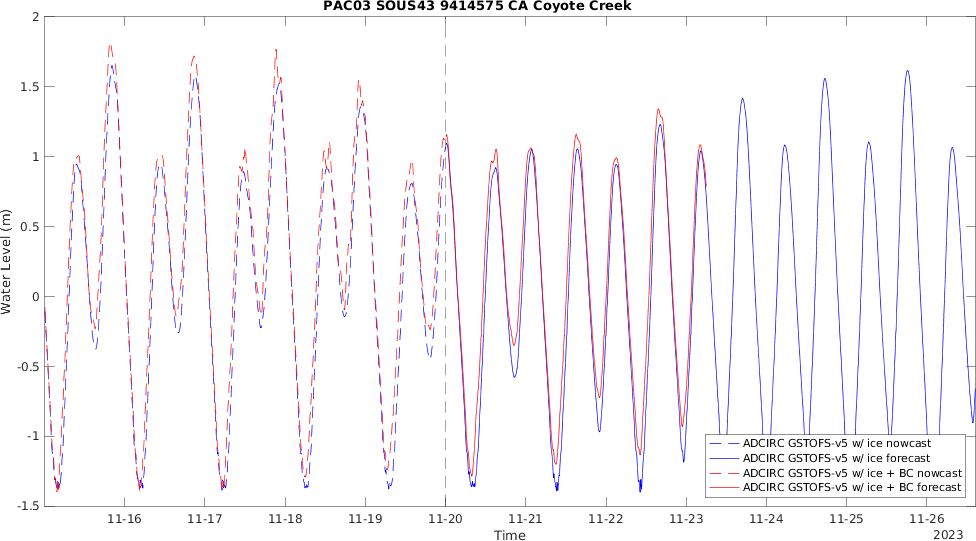 PAC03 SOUS43 9414575 CA Coyote Creek
2
1.5
1
0.5
0
-0.5
-1
-1.5
Water Level (m)
ADCIRC GSTOFS-v5 w/ ice nowcast
ADCIRC GSTOFS-v5 w/ ice forecast
ADCIRC GSTOFS-v5 w/ ice + BC nowcast
ADCIRC GSTOFS-v5 w/ ice + BC forecast
11-16 11-17 11-18 11-19 11-20 11-21 11-22 11-23 11-24 11-25 11-26
Time
2023